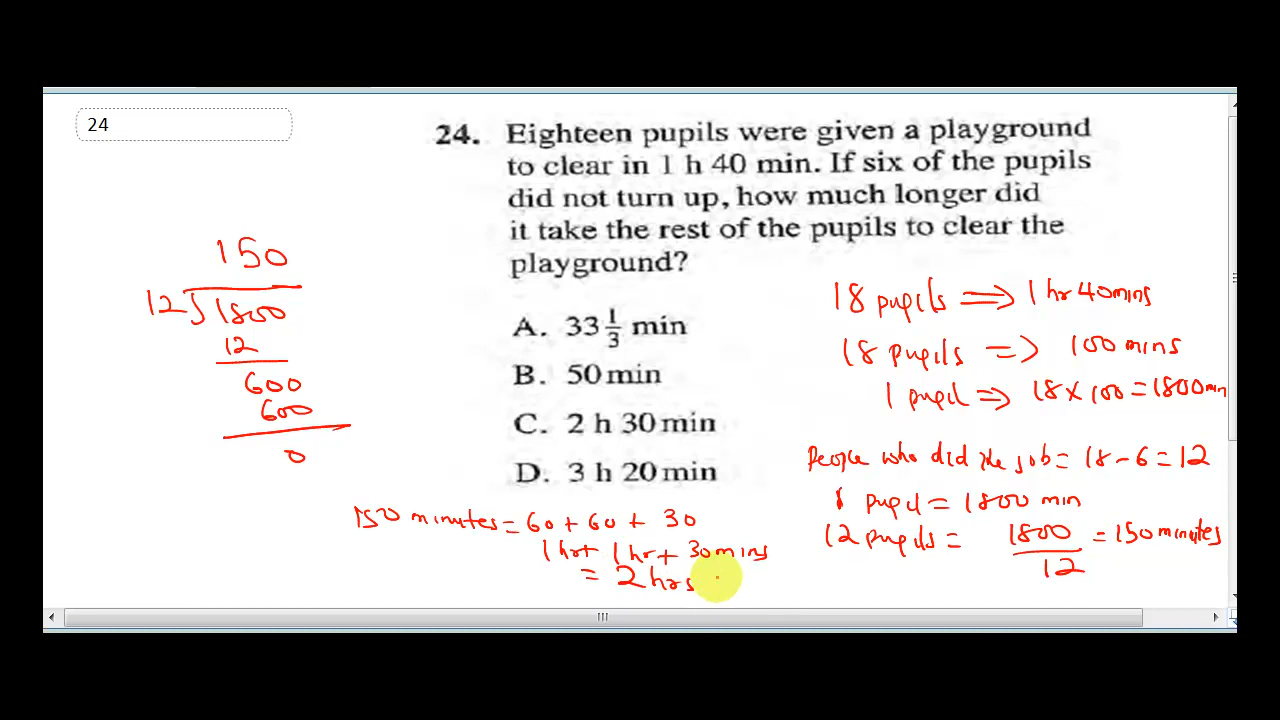 24
24. Eighteen pupils were given a playground
to clear in 1 h 40 min. If six of the pupils
did not turn up, how much longer did
it take the rest of the pupils to clear the
playground?
A. 33 1/3 min
B. 50 min
C. 2 h 30 min
D. 3 h 20 min
150
12 1800
12
600
600
0
18 pupils ⇒ 1 hr 40 mins
18 pupils ⇒ 100 mins
1 pupil ⇒ 18 × 100 = 1800 min
People who did the job = 18 - 6 = 12
1 pupil = 1800 min
12 pupils = 1800/12 = 150 minutes
150 minutes = 60 + 60 + 30
1 hr + 1 hr + 30 mins
= 2 hrs